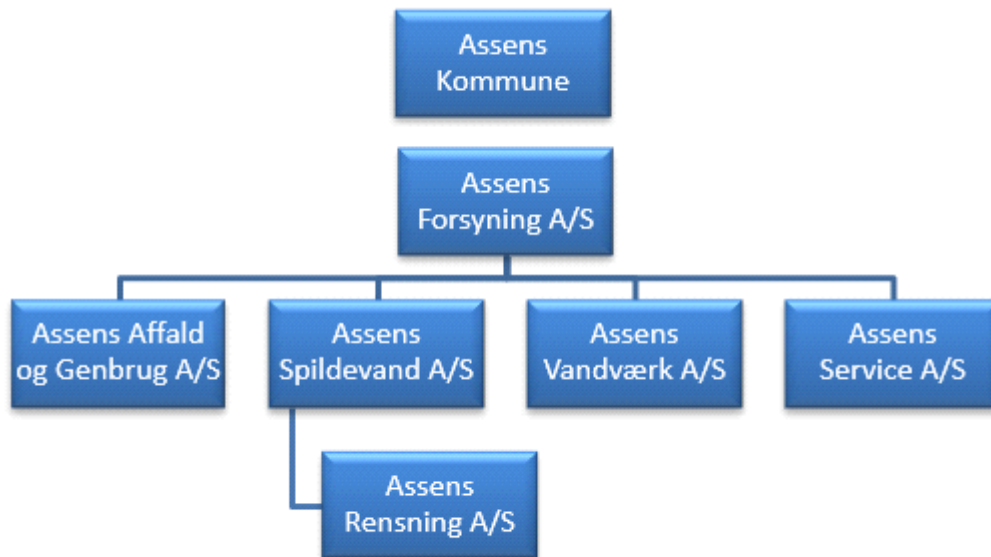 Assens
Kommune
Assens
Forsyning A/S
Assens Affald
og Genbrug A/S
Assens
Spildevand A/S
Assens
Vandværk A/S
Assens
Service A/S
Assens
Rensning A/S